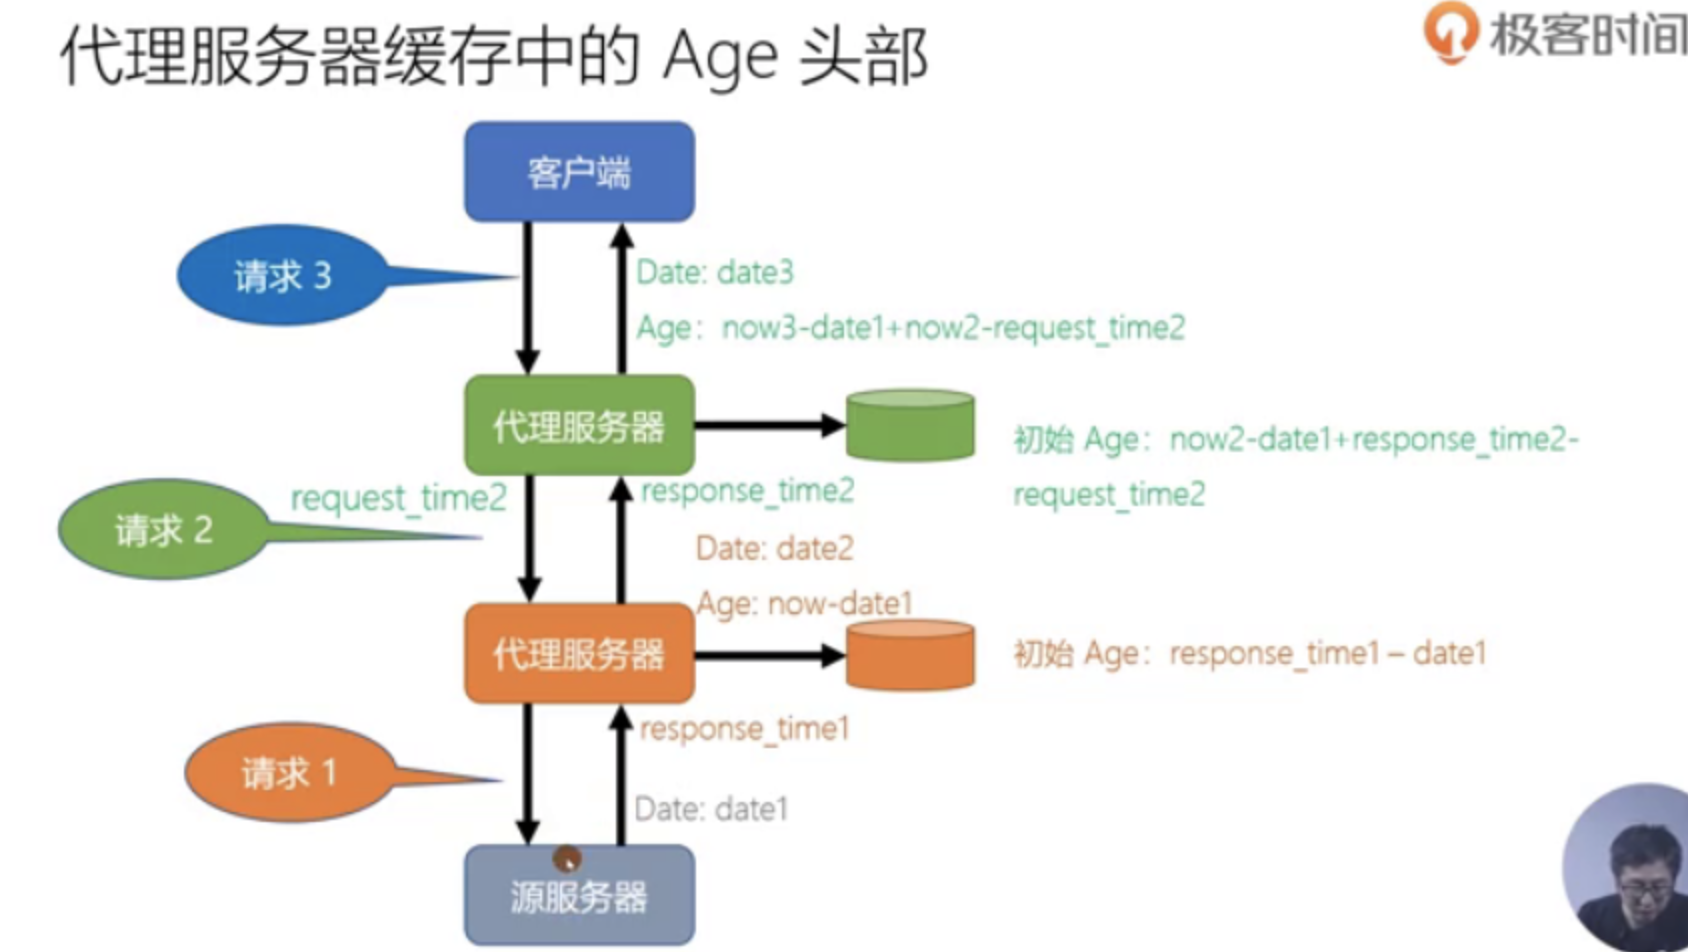 代理服务器缓存中的 Age 头部
极客时间
客户端
请求 3
Date: date3
Age：now3-date1+now2-request_time2
代理服务器
初始 Age：now2-date1+response_time2-
request_time2
request_time2
response_time2
请求 2
Date: date2
Age: now-date1
代理服务器
初始 Age：response_time1 – date1
response_time1
请求 1
Date: date1
源服务器